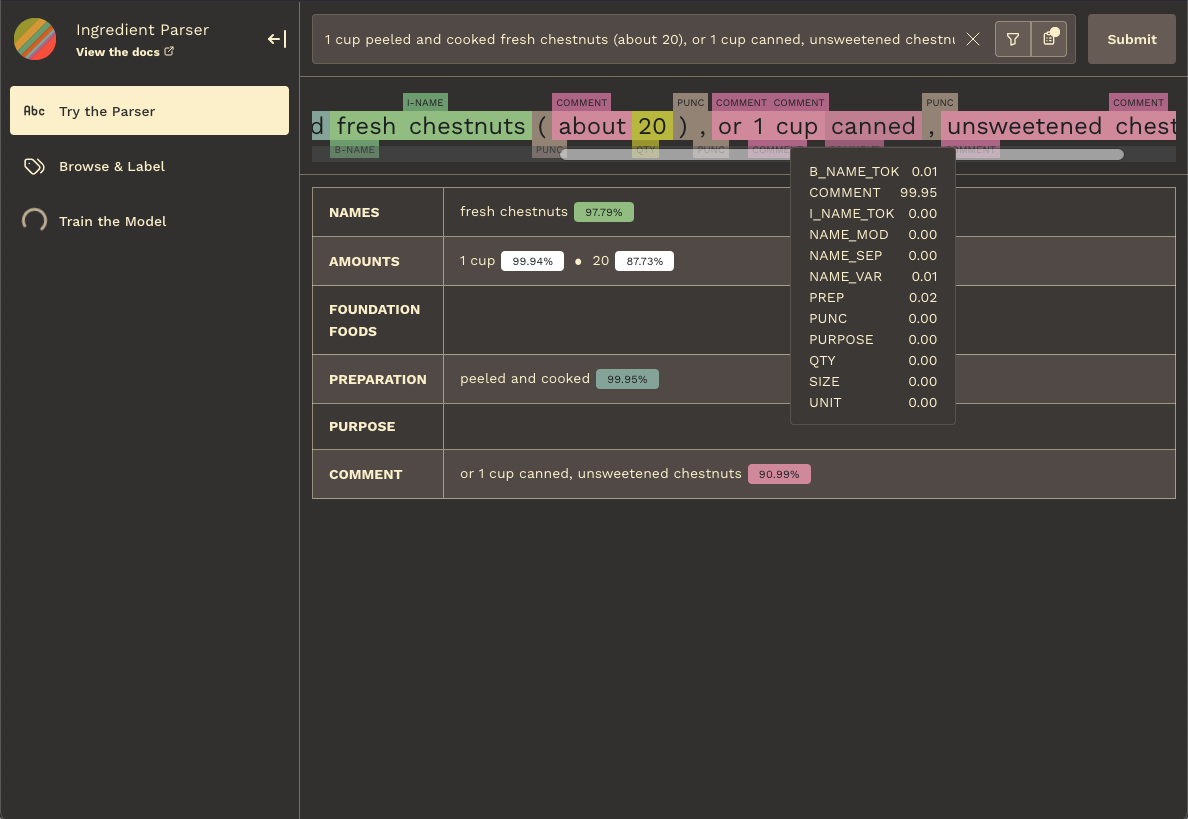 Ingredient Parser
View the docs
Abc Try the Parser
Browse & Label
Train the Model
1 cup peeled and cooked fresh chestnuts (about 20), or 1 cup canned, unsweetened chestnu
Submit
I-NAME COMMENT PUNC COMMENT COMMENT PUNC COMMENT
d fresh chestnuts ( about 20 ) , or 1 cup canned , unsweetened chest
B-NAME PUNC QTY PUNC COMMENT COMMENT
B_NAME_TOK 0.01
COMMENT 99.95
I_NAME_TOK 0.00
NAME_MOD 0.00
NAME_SEP 0.00
NAME_VAR 0.01
PREP 0.02
PUNC 0.00
PURPOSE 0.00
QTY 0.00
SIZE 0.00
UNIT 0.00
NAMES fresh chestnuts 97.79%
AMOUNTS 1 cup 99.94% • 20 87.73%
FOUNDATION
FOODS
PREPARATION peeled and cooked 99.95%
PURPOSE
COMMENT or 1 cup canned, unsweetened chestnuts 90.99%